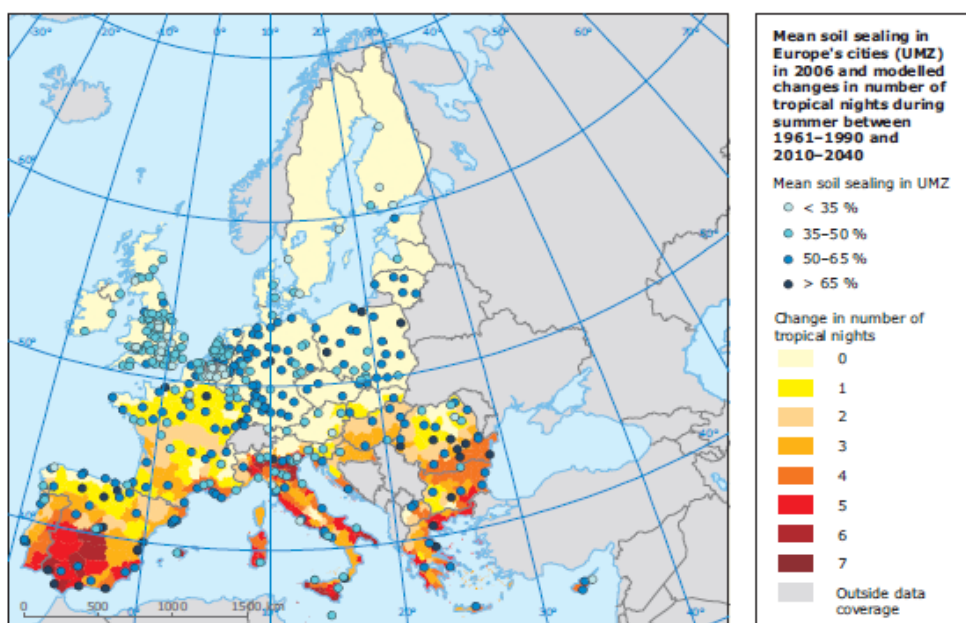 -30° -20° -10° 0° 10° 20° 30° 40° 50° 60° 70°
60°
50°
50°
40°
40°
0° 10° 20° 30° 40°
0 500 1000 1500 km
Mean soil sealing in
Europe's cities (UMZ)
in 2006 and modelled
changes in number of
tropical nights during
summer between
1961–1990 and
2010–2040
Mean soil sealing in UMZ
< 35 %
35–50 %
50–65 %
> 65 %
Change in number of
tropical nights
0
1
2
3
4
5
6
7
Outside data
coverage